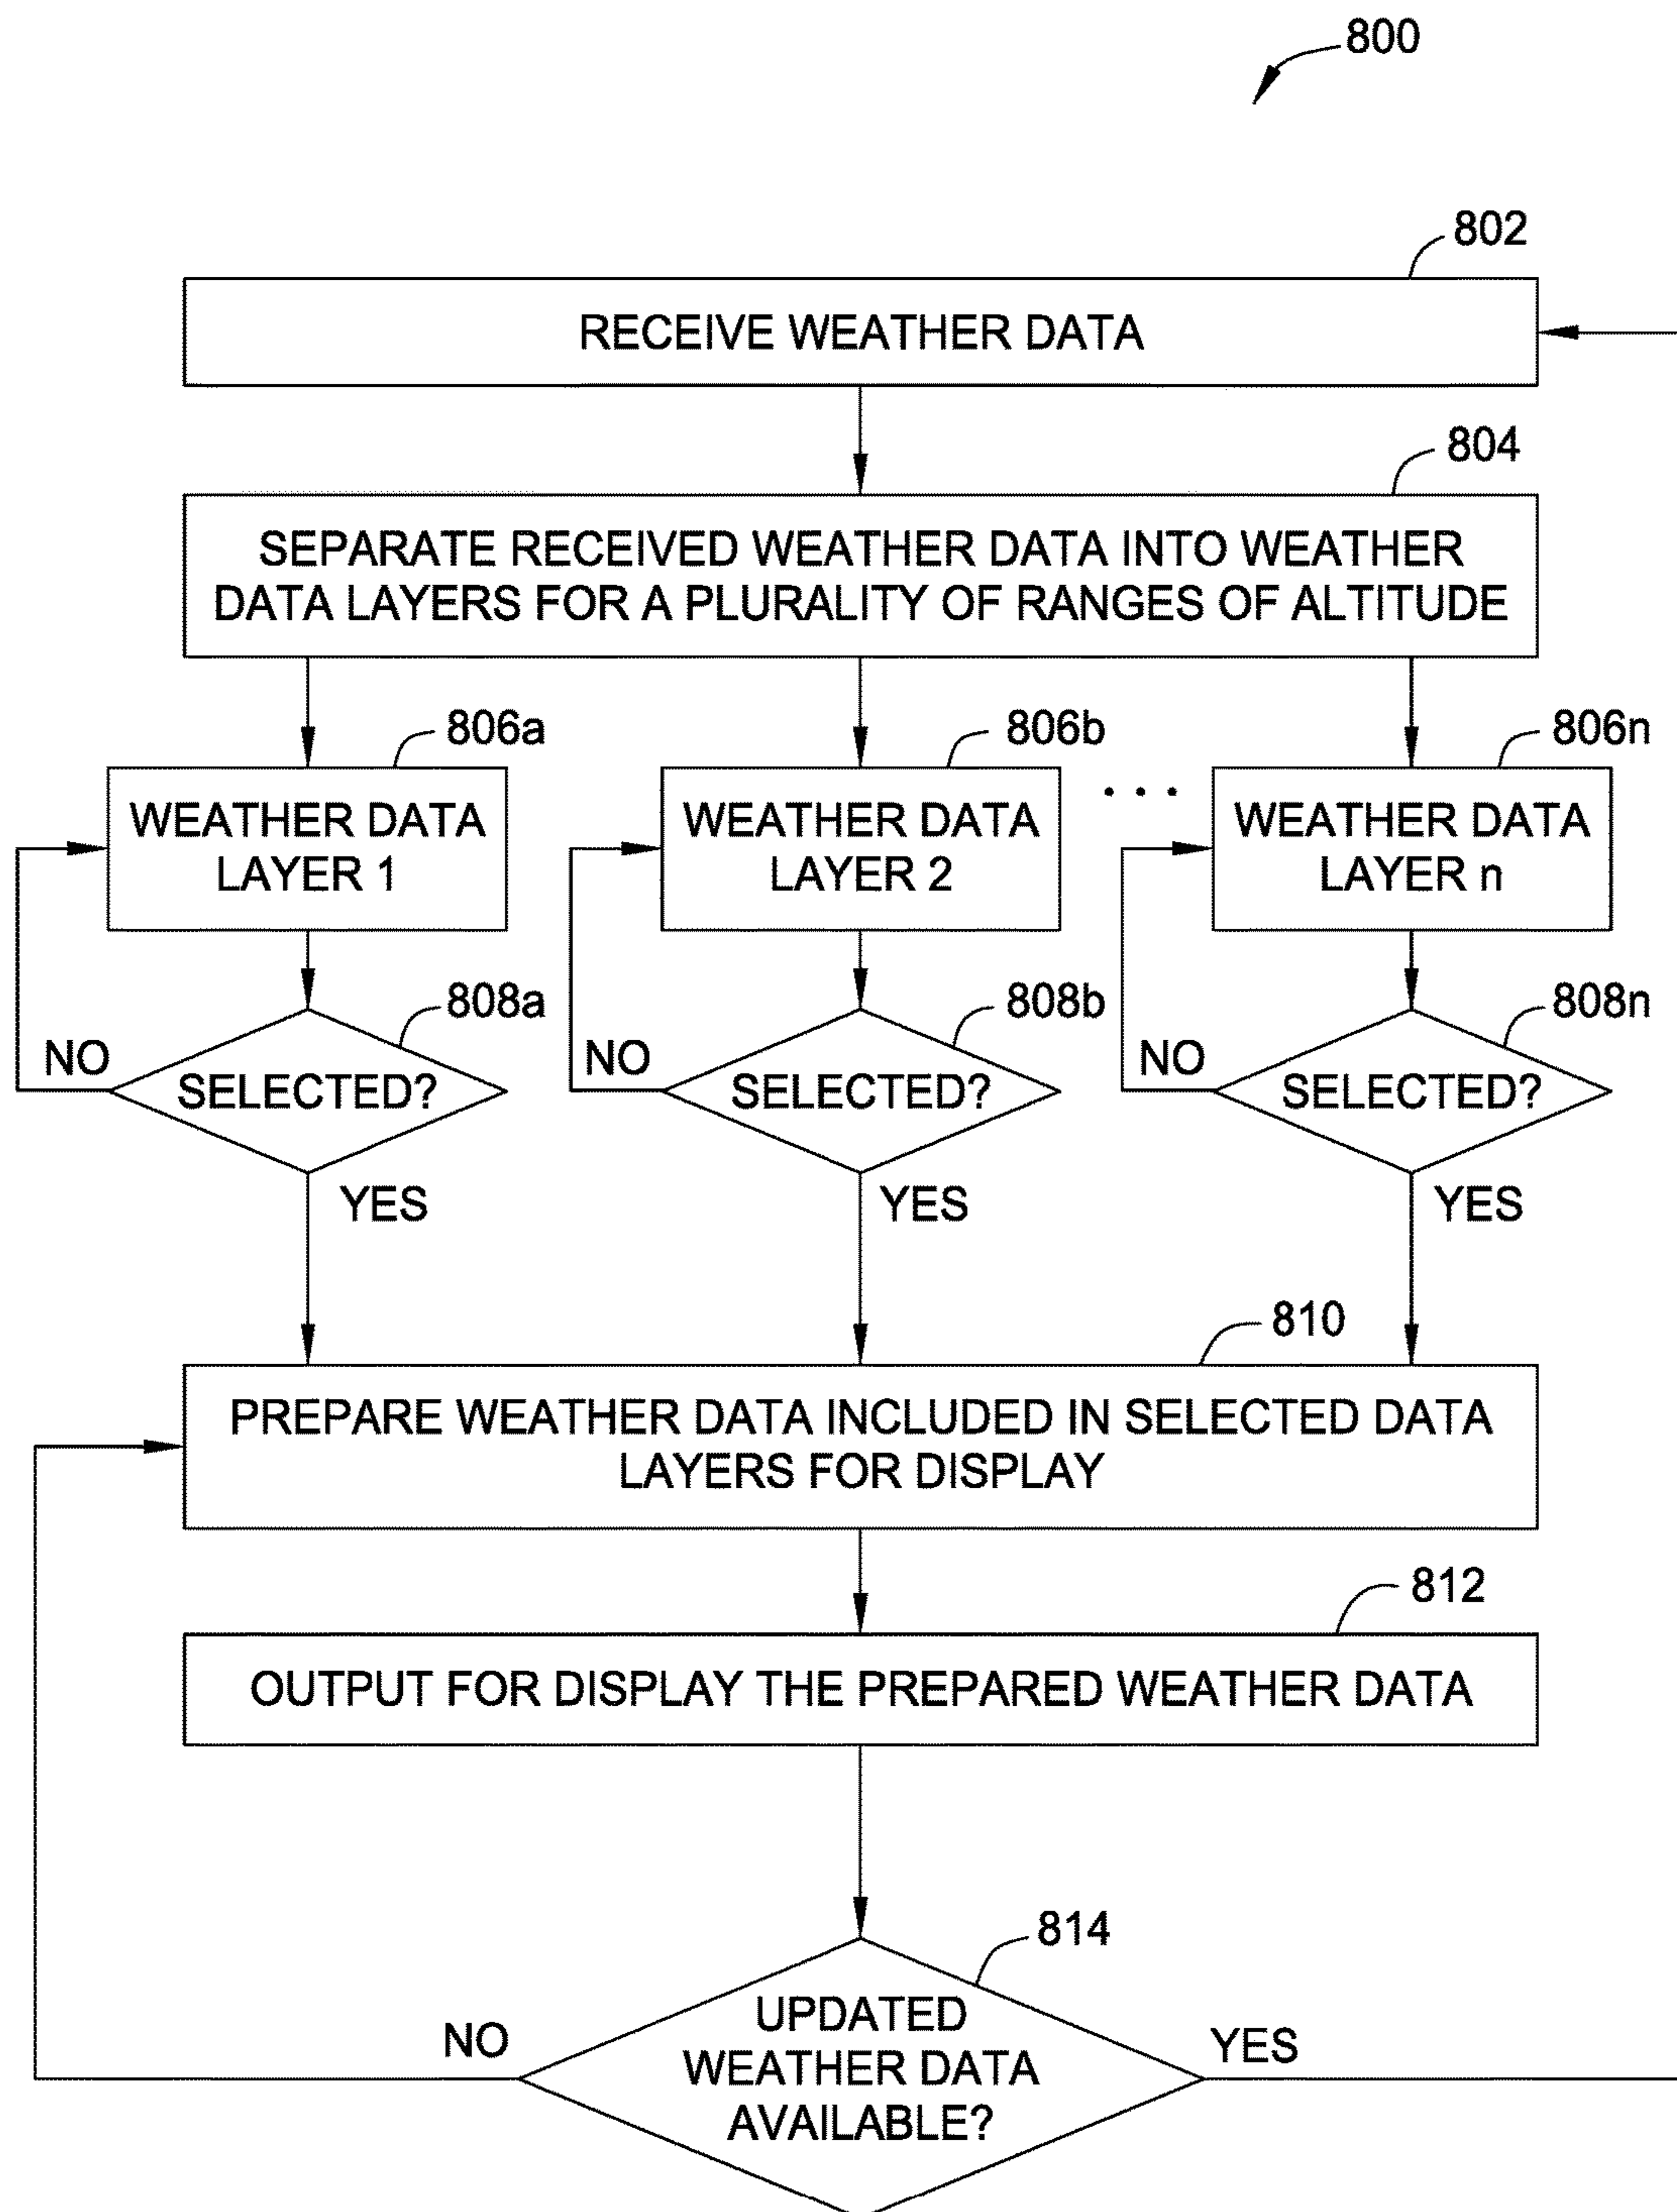 800
802
RECEIVE WEATHER DATA
804
SEPARATE RECEIVED WEATHER DATA INTO WEATHER
DATA LAYERS FOR A PLURALITY OF RANGES OF ALTITUDE
806a
806b
806n
WEATHER DATA
LAYER 1
WEATHER DATA
LAYER 2
. . .
WEATHER DATA
LAYER n
808a
808b
808n
NO
SELECTED?
NO
SELECTED?
NO
SELECTED?
YES
YES
YES
810
PREPARE WEATHER DATA INCLUDED IN SELECTED DATA
LAYERS FOR DISPLAY
812
OUTPUT FOR DISPLAY THE PREPARED WEATHER DATA
814
NO
UPDATED
WEATHER DATA
AVAILABLE?
YES